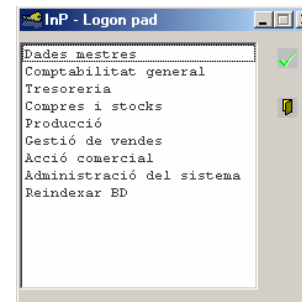 InP - Logon pad
Dades mestres
Comptabilitat general
Tresoreria
Compres i stocks
Producció
Gestió de vendes
Acció comercial
Administració del sistema
Reindexar BD